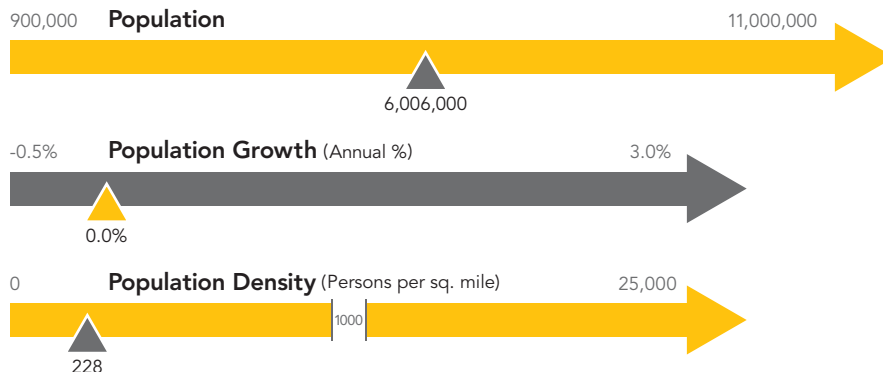 900,000 Population 11,000,000
6,006,000
-0.5% Population Growth (Annual %) 3.0%
0.0%
0 Population Density (Persons per sq. mile) 25,000
1000
228